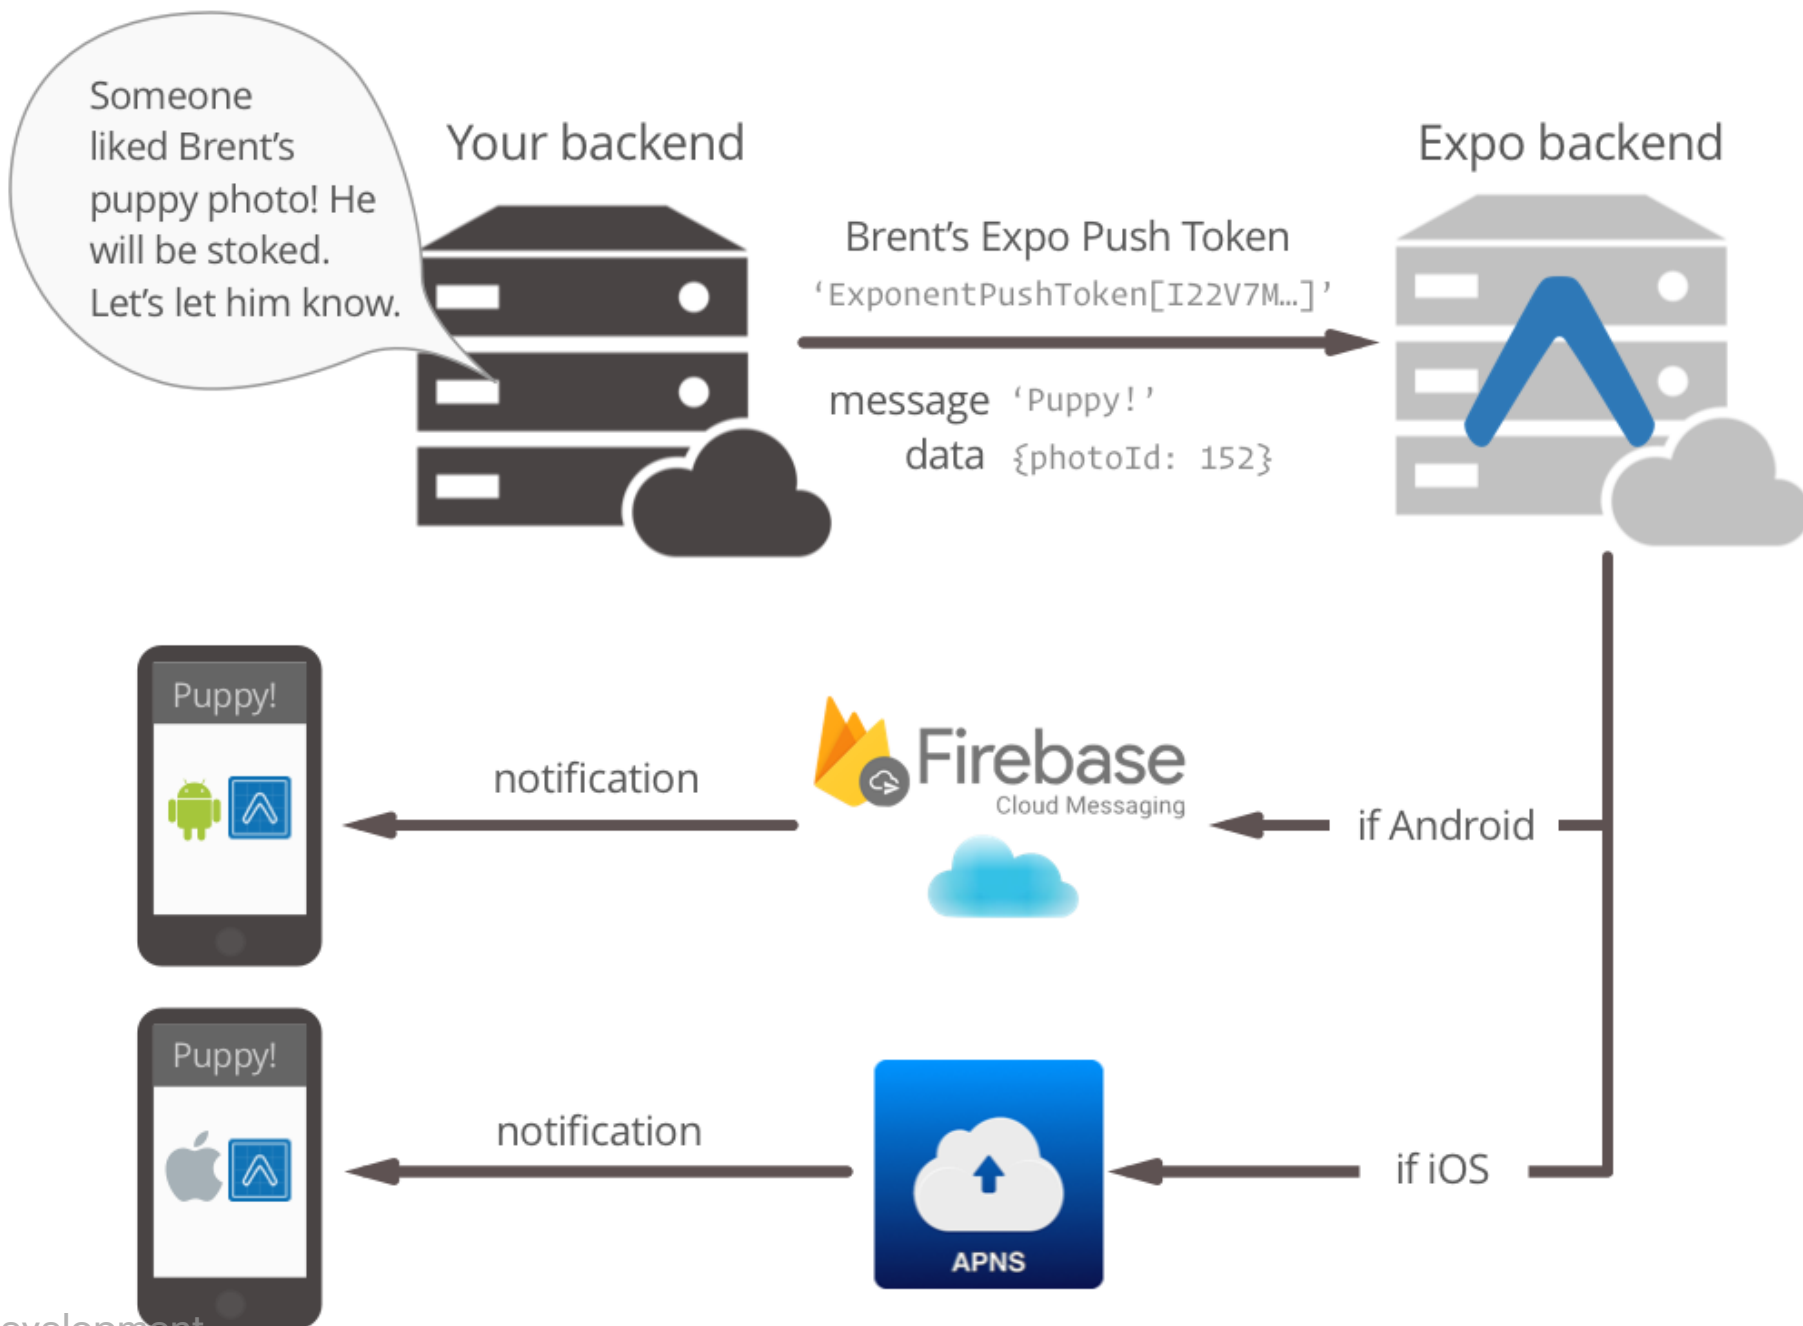 Someone
liked Brent's
puppy photo! He
will be stoked.
Let's let him know.
Your backend
Expo backend
Brent's Expo Push Token
‘ExponentPushToken[I22V7M…]’
message ‘Puppy!’
data {photoId: 152}
Puppy!
notification
Firebase
Cloud Messaging
if Android
Puppy!
notification
APNS
if iOS